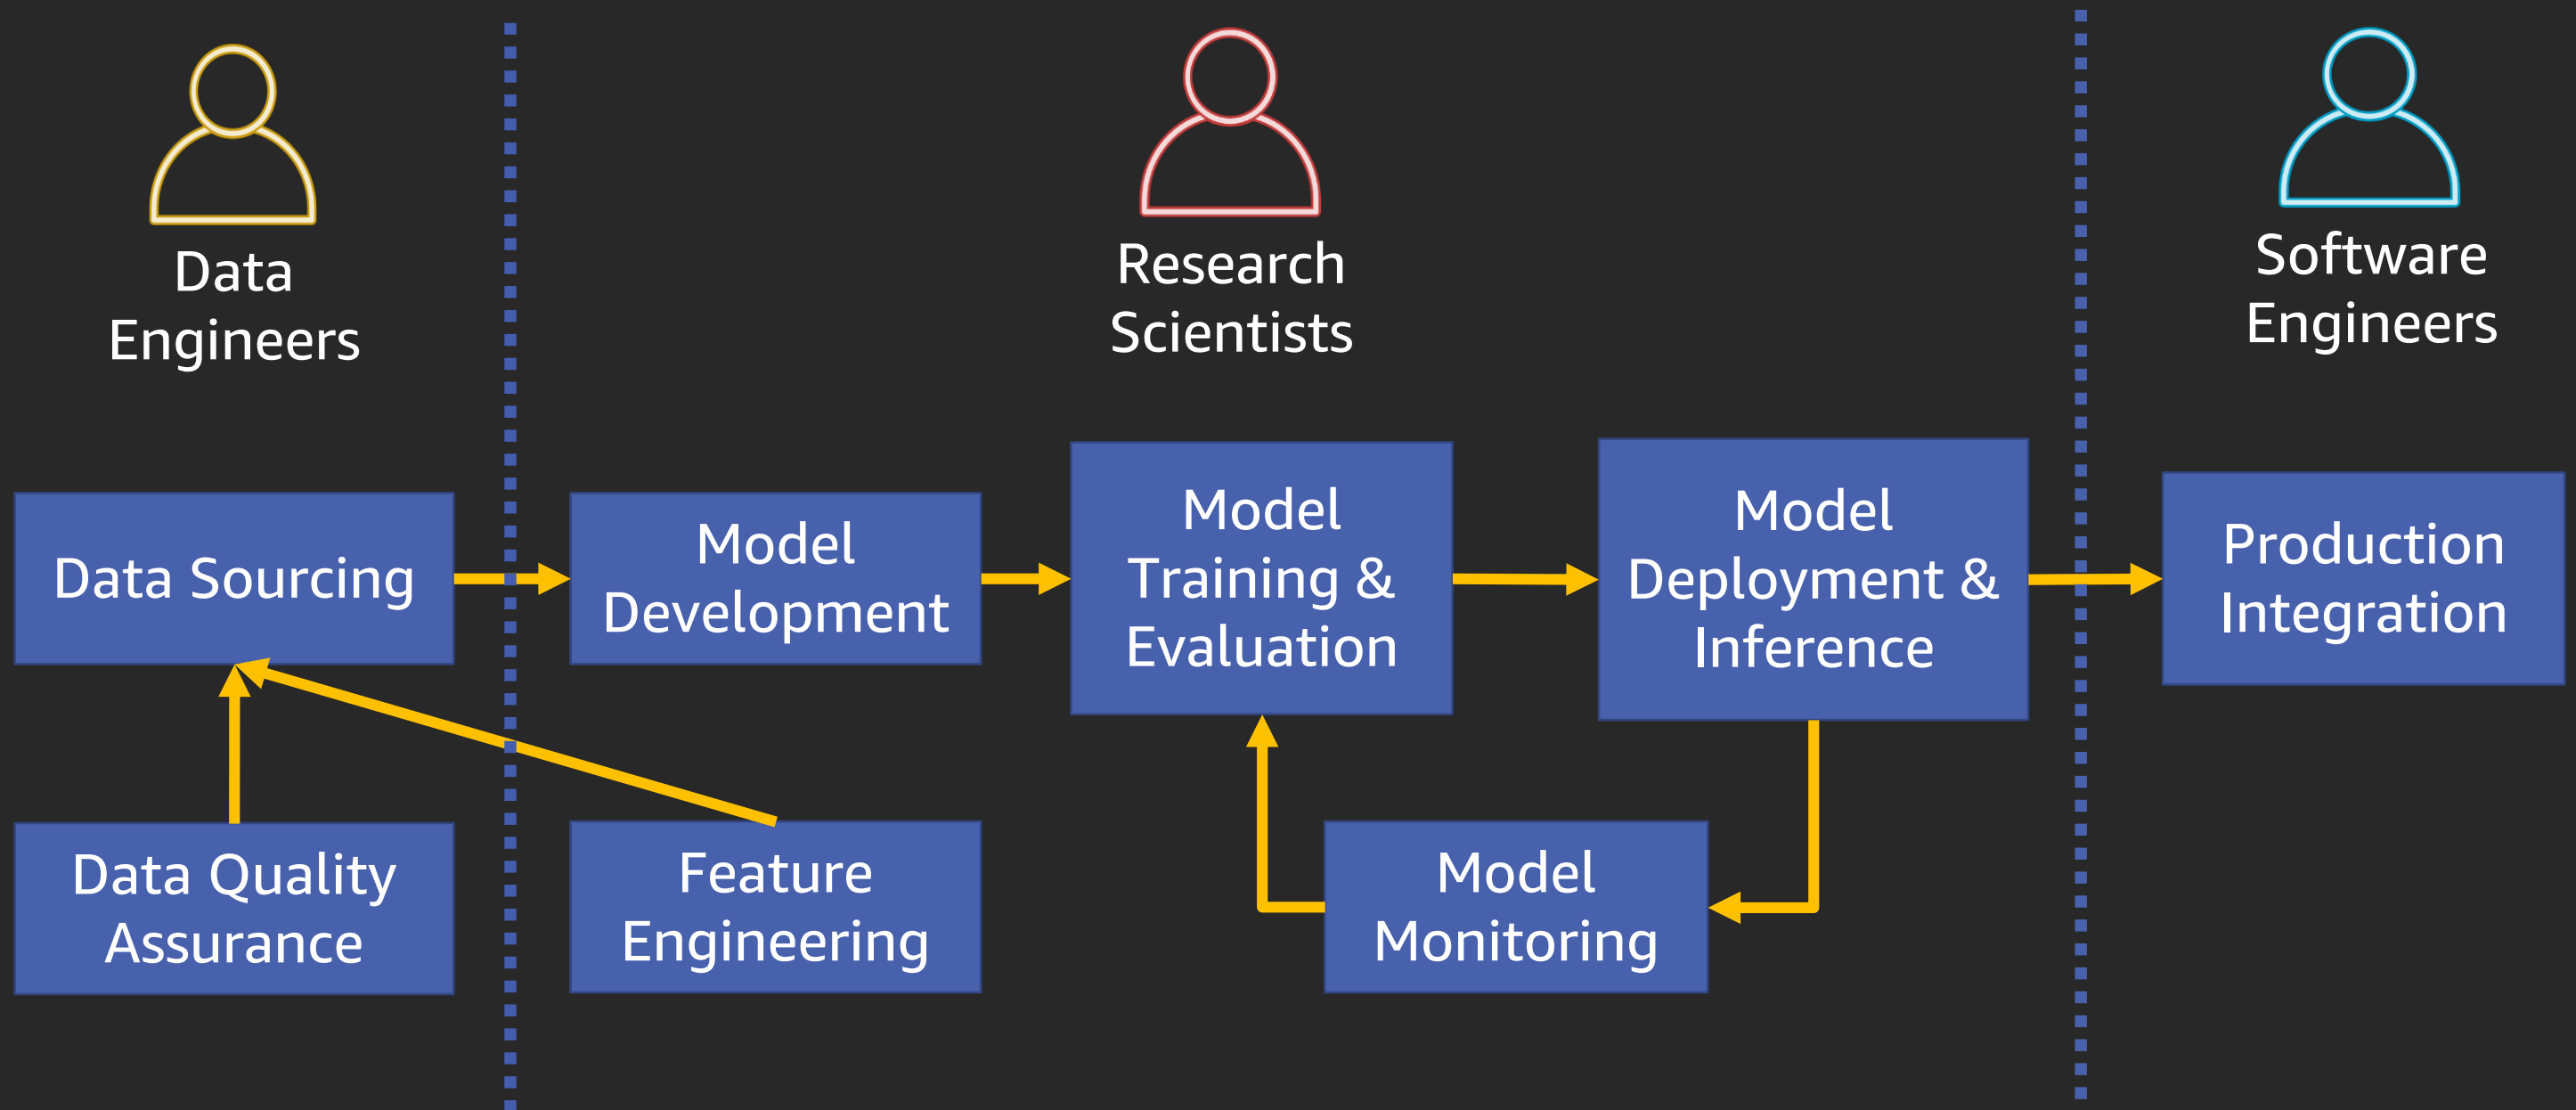 Data
Engineers
Research
Scientists
Software
Engineers
Data Sourcing
Model
Development
Model
Training &
Evaluation
Model
Deployment &
Inference
Production
Integration
Data Quality
Assurance
Feature
Engineering
Model
Monitoring